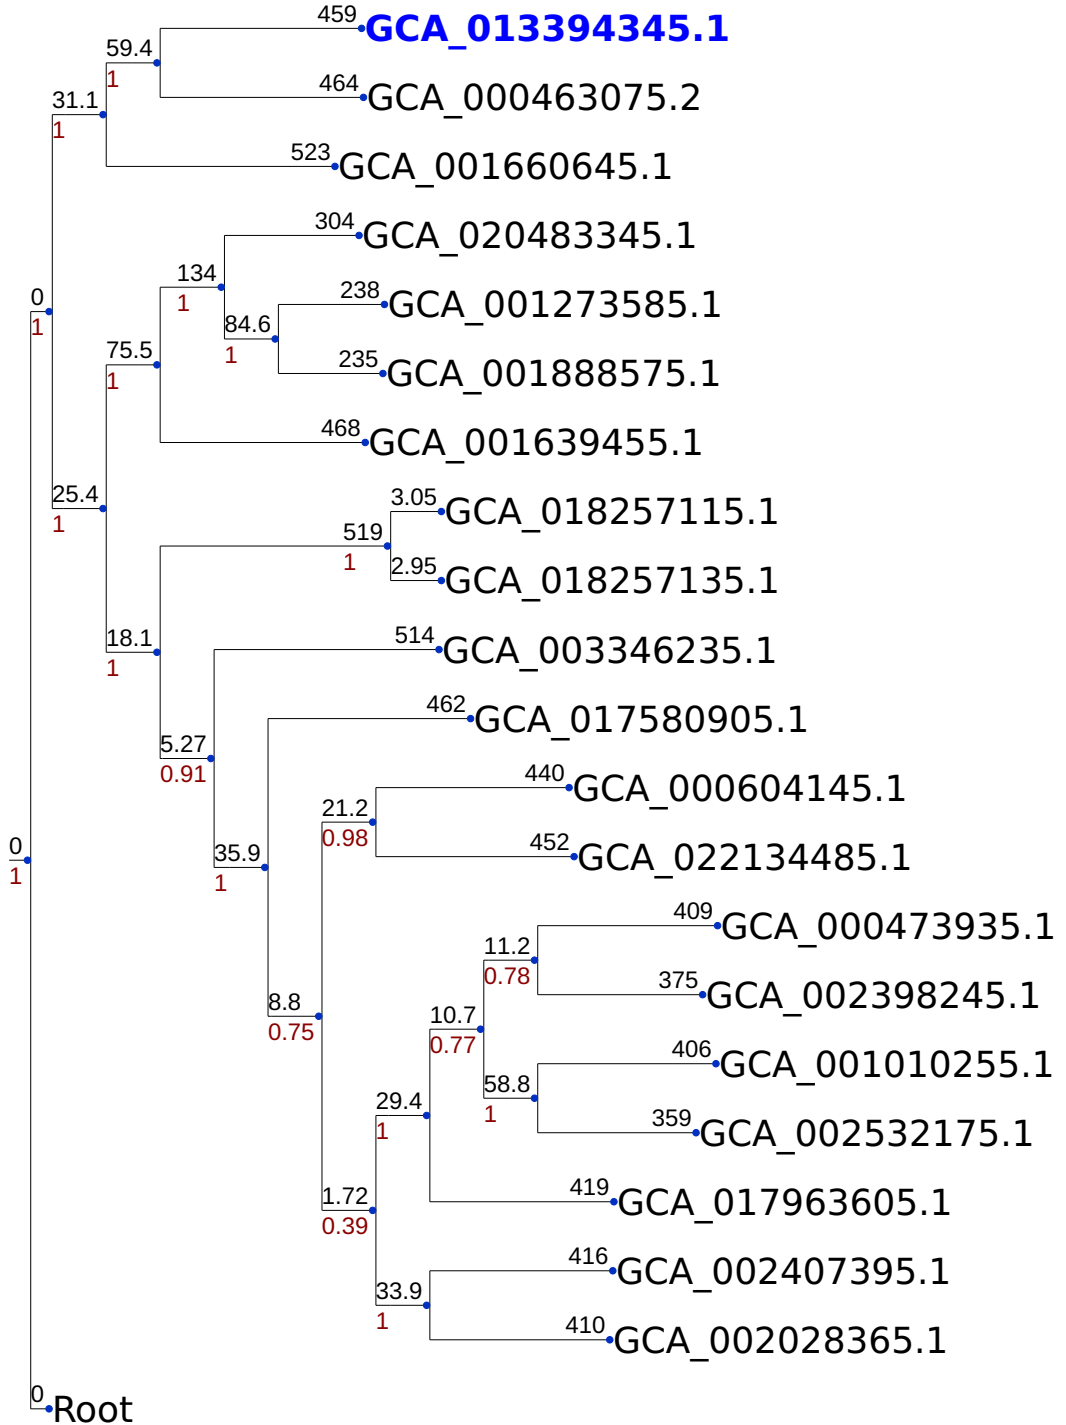 459
GCA_013394345.1
59.4
1
464
GCA_000463075.2
31.1
1
523
GCA_001660645.1
304
GCA_020483345.1
134
1
238
GCA_001273585.1
0
1
84.6
1
75.5
1
235
GCA_001888575.1
468
GCA_001639455.1
25.4
1
3.05
GCA_018257115.1
519
1
2.95
GCA_018257135.1
18.1
1
514
GCA_003346235.1
462
GCA_017580905.1
5.27
0.91
440
GCA_000604145.1
21.2
0.98
452
GCA_022134485.1
0
1
35.9
1
409
GCA_000473935.1
11.2
0.78
375
GCA_002398245.1
8.8
0.75
10.7
0.77
406
GCA_001010255.1
58.8
1
359
GCA_002532175.1
29.4
1
419
GCA_017963605.1
1.72
0.39
416
GCA_002407395.1
33.9
1
410
GCA_002028365.1
0
Root